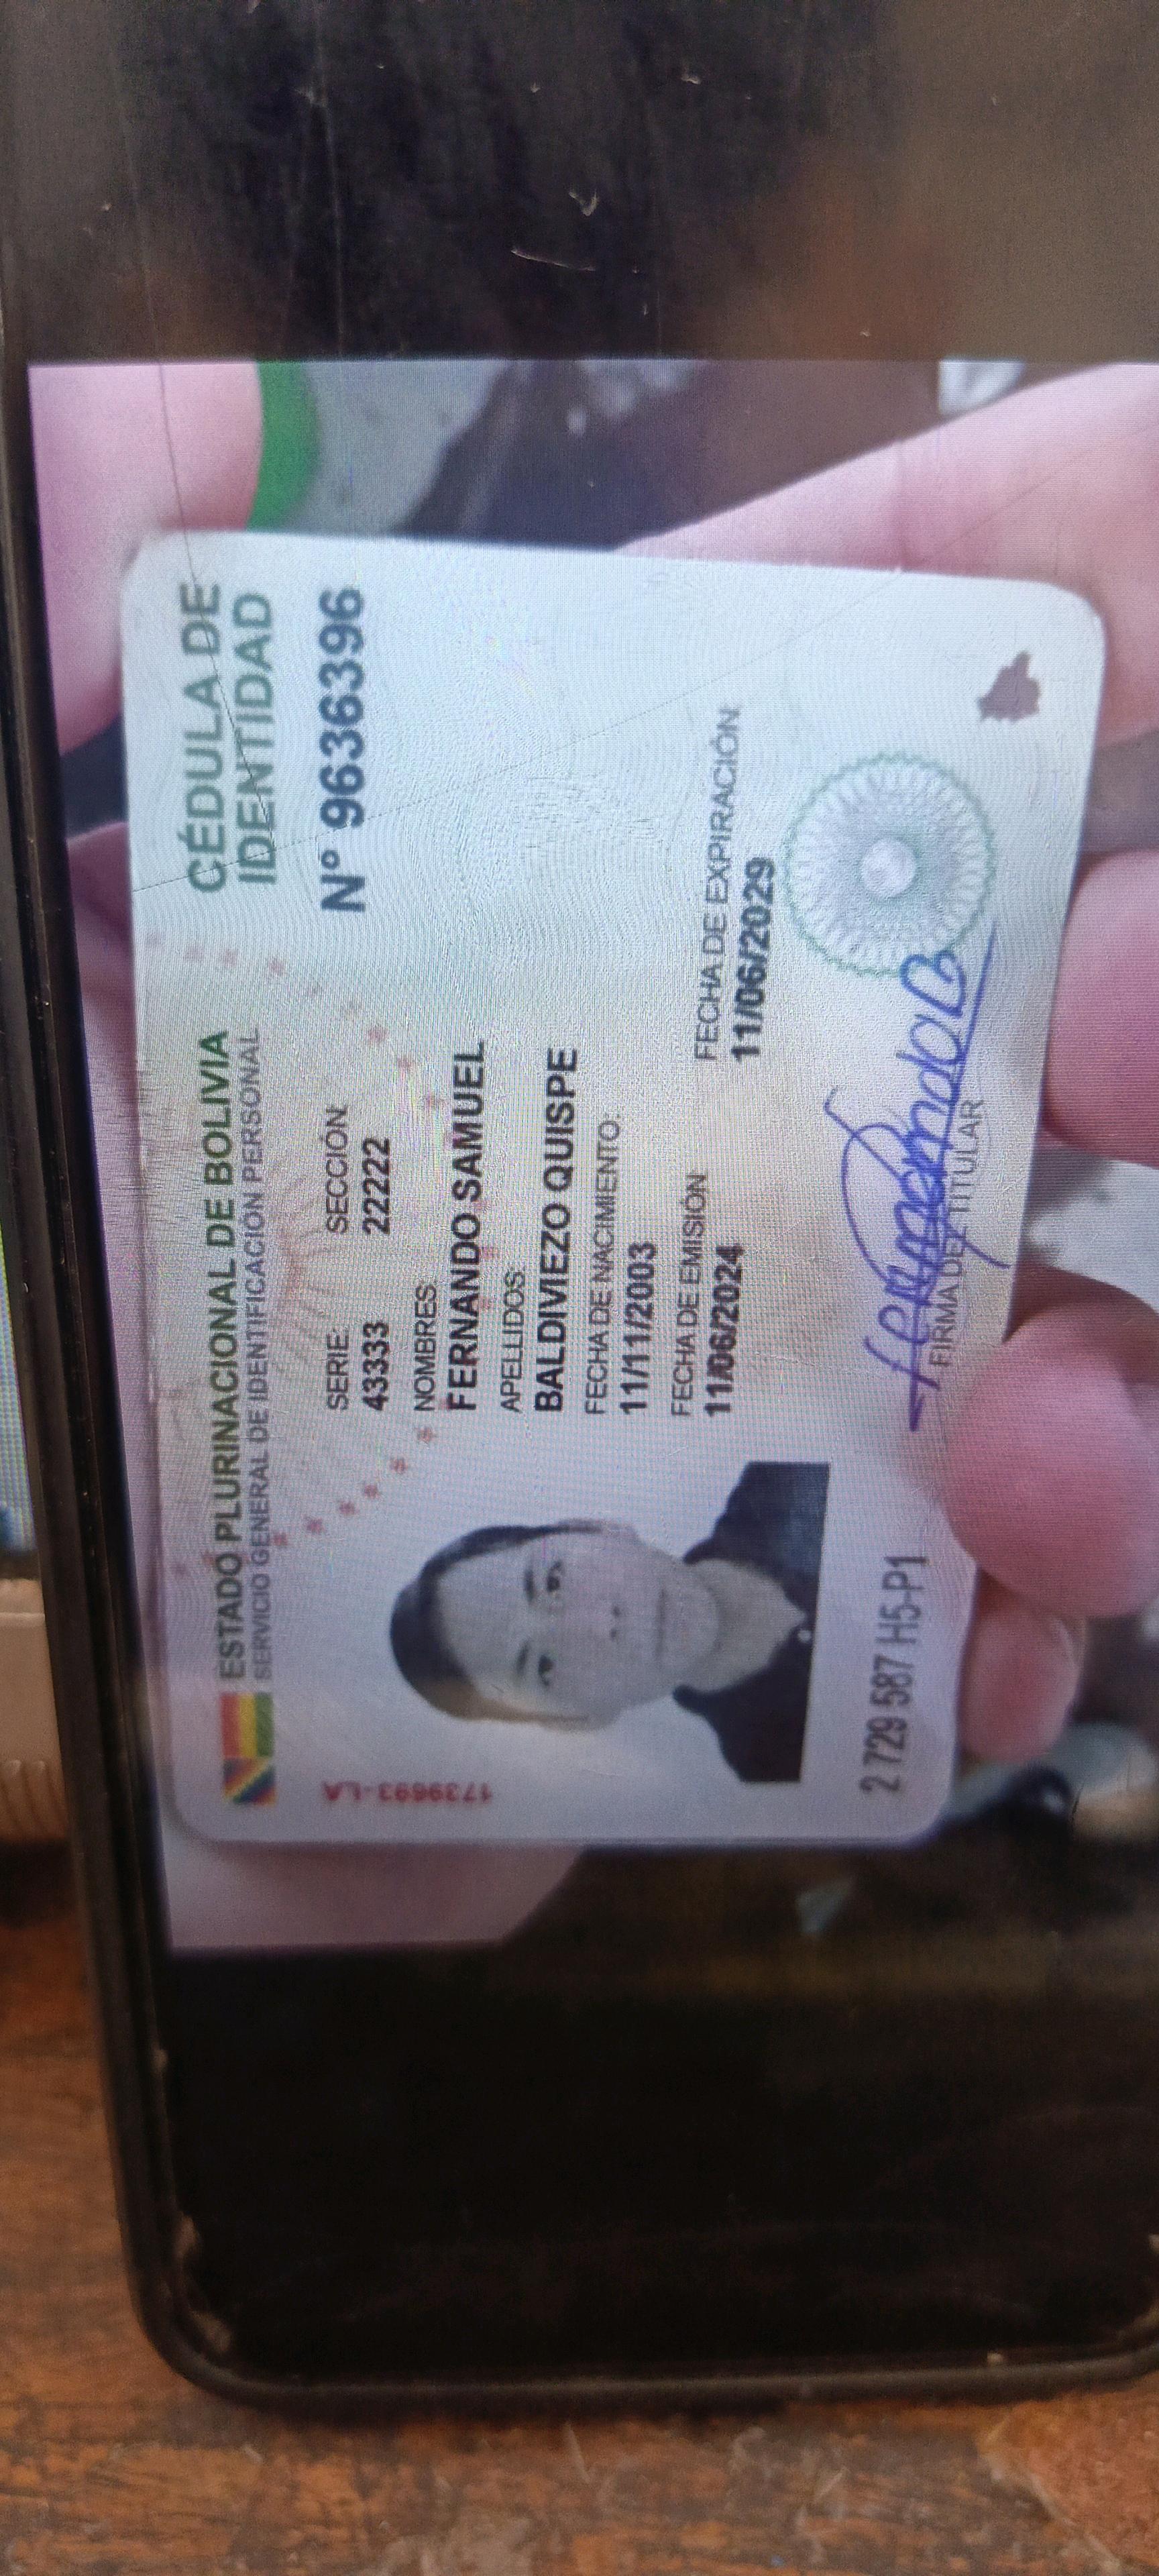 ESTADO PLURINACIONAL DE BOLIVIA
SERVICIO GENERAL DE IDENTIFICACIÓN PERSONAL
CÉDULA DE
IDENTIDAD
N° 9636396
SERIE: SECCIÓN:
43333 22222
NOMBRES:
FERNANDO SAMUEL
APELLIDOS:
BALDIVIEZO QUISPE
FECHA DE NACIMIENTO:
11/11/2003
FECHA DE EMISIÓN FECHA DE EXPIRACIÓN
11/06/2024 11/06/2029
1739693-LA
Fernando B
FIRMA DEL TITULAR
2 729 587 H5-P1